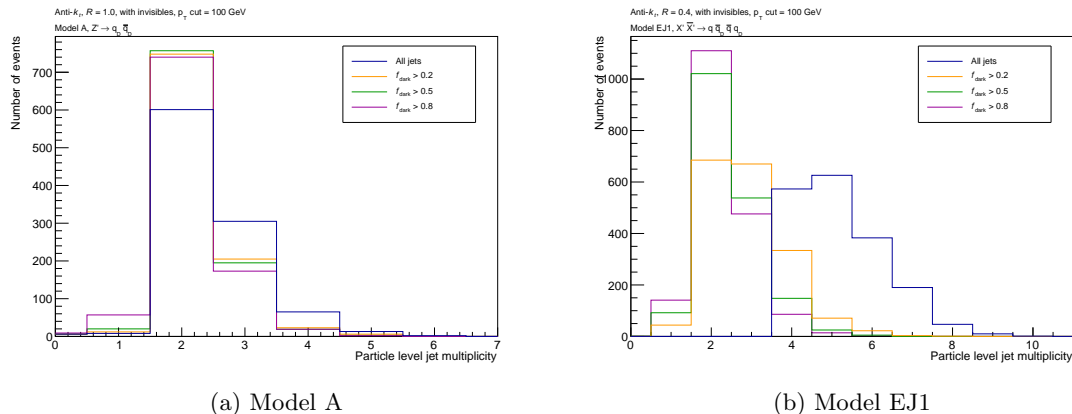 Anti-kT, R = 1.0, with invisibles, pT cut = 100 GeV
Model A, Z' → qD q̅D
Number of events
700
600
500
400
300
200
100
0
All jets
fdark > 0.2
fdark > 0.5
fdark > 0.8
0 1 2 3 4 5 6 7
Particle level jet multiplicity
(a) Model A
Anti-kT, R = 0.4, with invisibles, pT cut = 100 GeV
Model EJ1, X' X̅' → q q̅D q̅ qD
Number of events
1000
800
600
400
200
0
All jets
fdark > 0.2
fdark > 0.5
fdark > 0.8
0 2 4 6 8 10
Particle level jet multiplicity
(b) Model EJ1